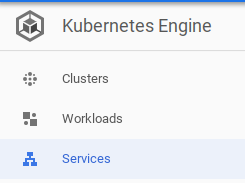 Kubernetes Engine
Clusters
Workloads
Services